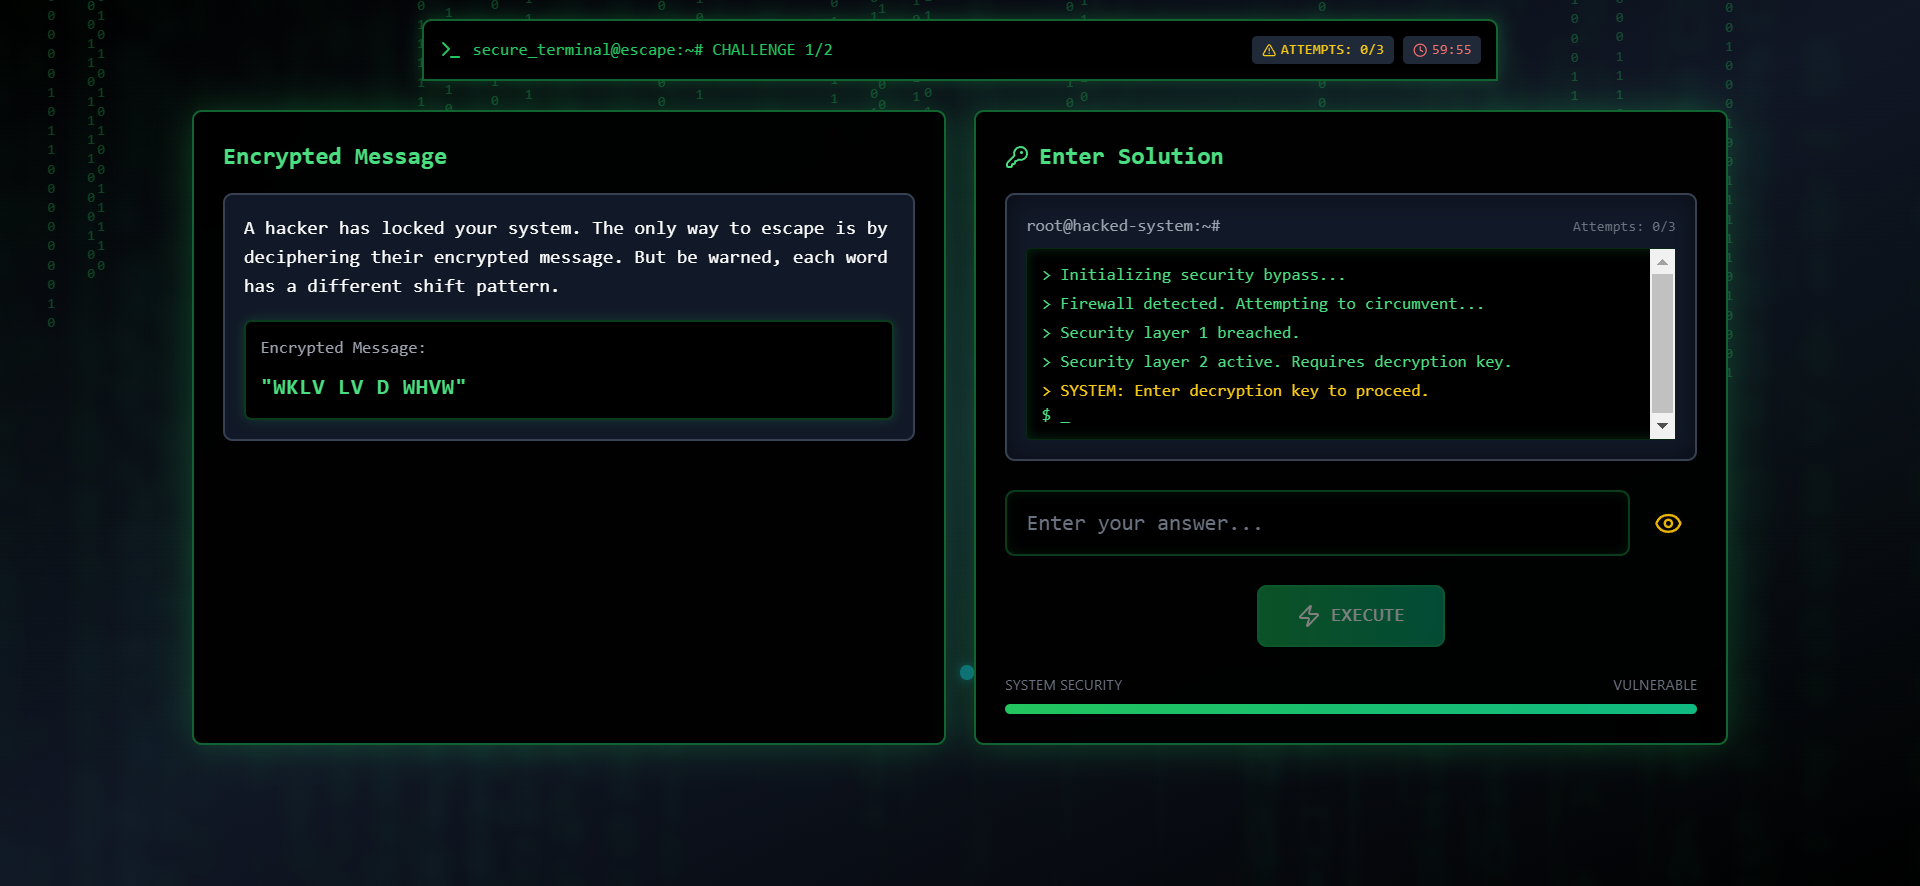 secure_terminal@escape:~# CHALLENGE 1/2
ATTEMPTS: 0/3
59:55
Encrypted Message
A hacker has locked your system. The only way to escape is by
deciphering their encrypted message. But be warned, each word
has a different shift pattern.
Encrypted Message:
"WKLV LV D WHVW"
Enter Solution
root@hacked-system:~#
Attempts: 0/3
> Initializing security bypass...
> Firewall detected. Attempting to circumvent...
> Security layer 1 breached.
> Security layer 2 active. Requires decryption key.
> SYSTEM: Enter decryption key to proceed.
$ _
Enter your answer...
EXECUTE
SYSTEM SECURITY
VULNERABLE